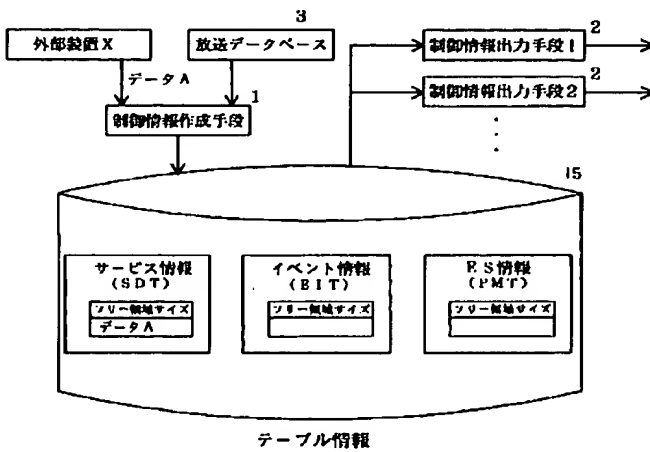 3
外部装置X
放送データベース
データA
1
制御情報作成手段
2
制御情報出力手段1
2
制御情報出力手段2
15
サービス情報
(SDT)
フリー領域サイズ
データA
イベント情報
(EIT)
フリー領域サイズ
ES情報
(PMT)
フリー領域サイズ
テーブル情報